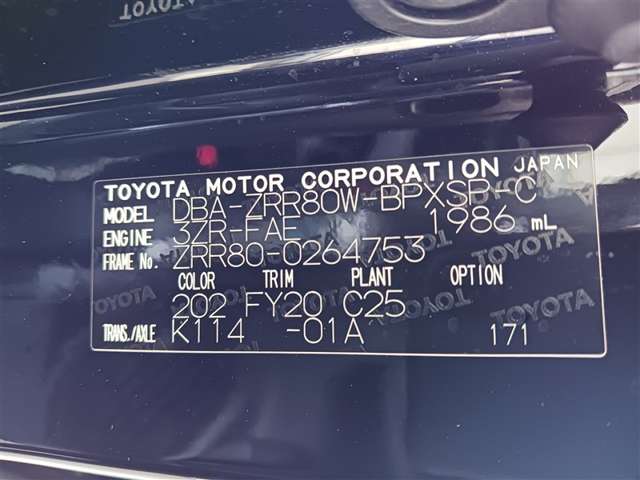 TOYOTA MOTOR CORPORATION JAPAN
MODEL DBA-ZRR80W-BPXSP-C
ENGINE 3ZR-FAE 1986 mL
FRAME No. ZRR80-0264753
COLOR TRIM PLANT OPTION
202 FY20 C25
TRANS./AXLE K114 -01A 171